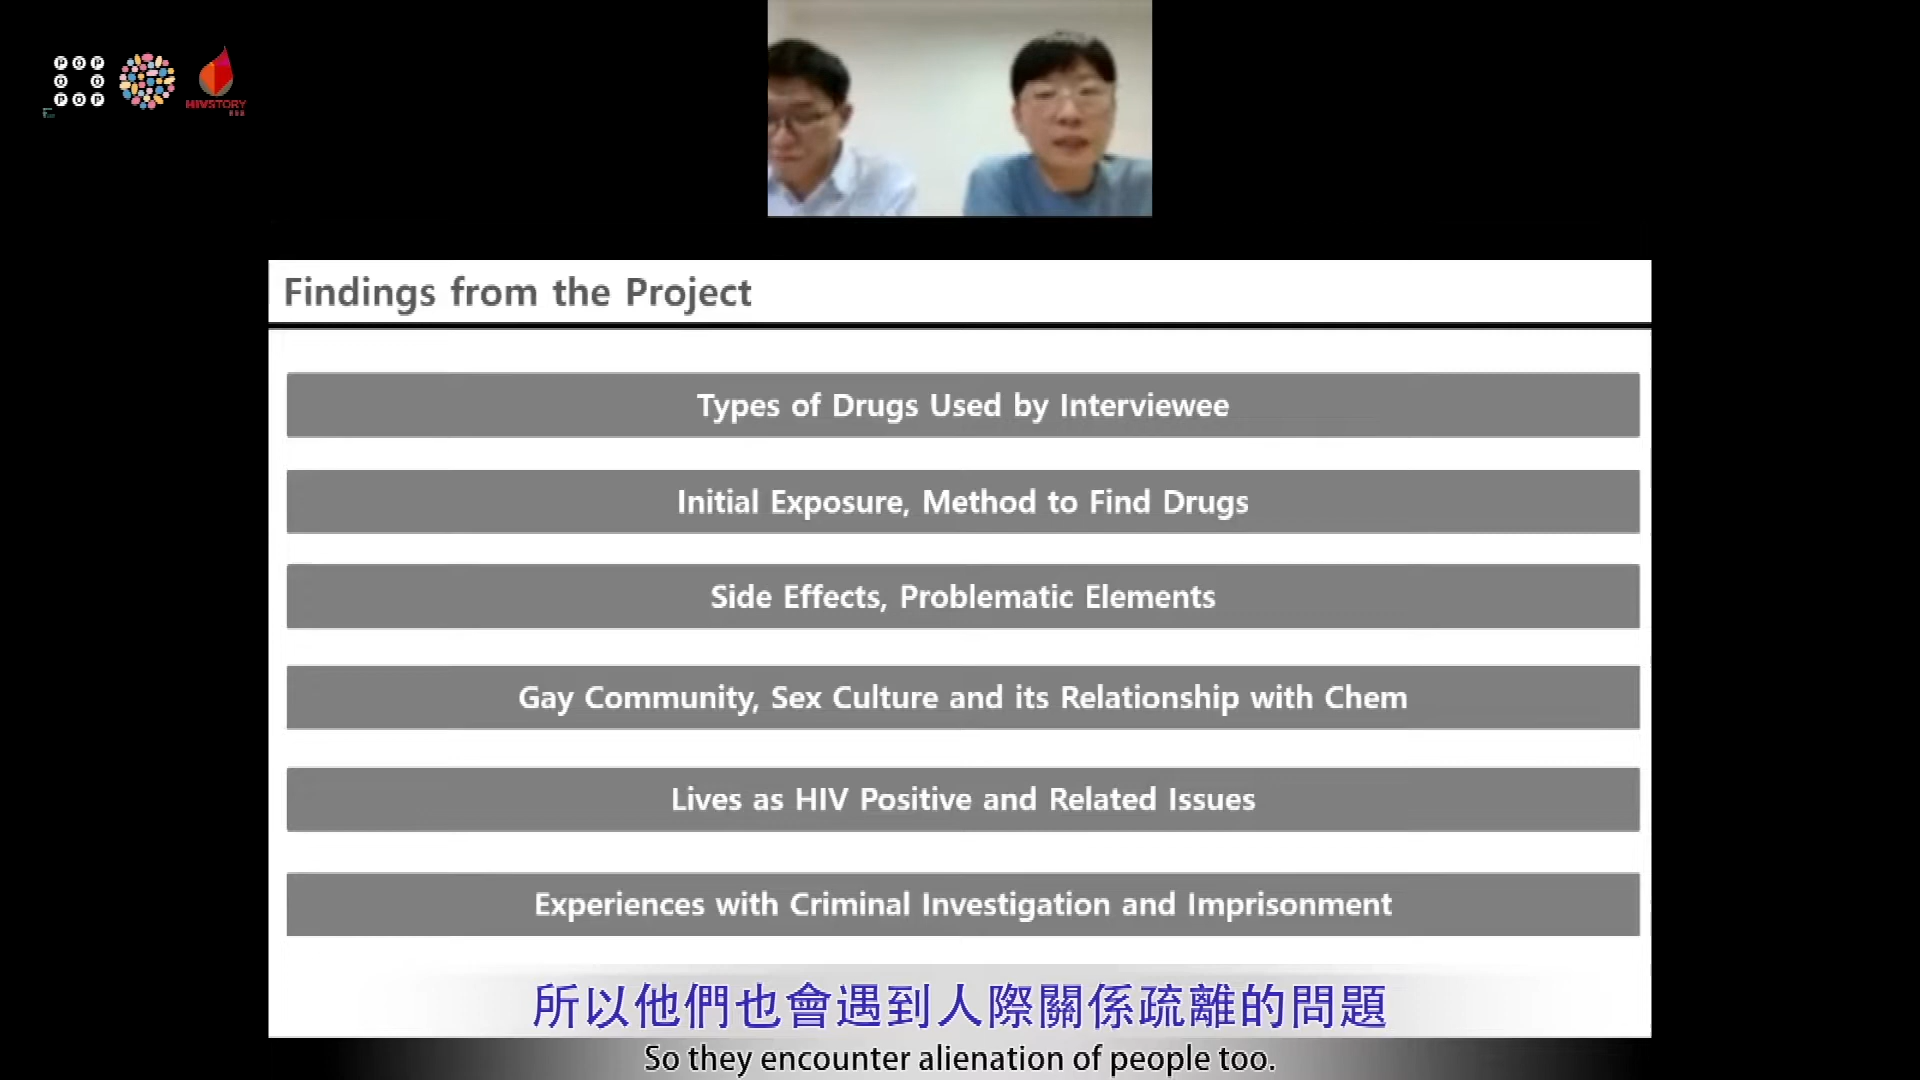 POP
O O
POP
HIVSTORY
Findings from the Project
Types of Drugs Used by Interviewee
Initial Exposure, Method to Find Drugs
Side Effects, Problematic Elements
Gay Community, Sex Culture and its Relationship with Chem
Lives as HIV Positive and Related Issues
Experiences with Criminal Investigation and Imprisonment
所以他們也會遇到人際關係疏離的問題
So they encounter alienation of people too.